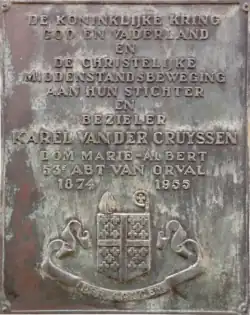 DE KONINKLIJKE KRING
GOD EN VADERLAND
EN
DE CHRISTELIJKE
MIDDENSTANDSBEWEGING
AAN HUN STICHTER
EN
BEZIELER
KAREL VAN DER CRUYSSEN
DOM MARIE-ALBERT
53E ABT VAN ORVAL
1874 1955